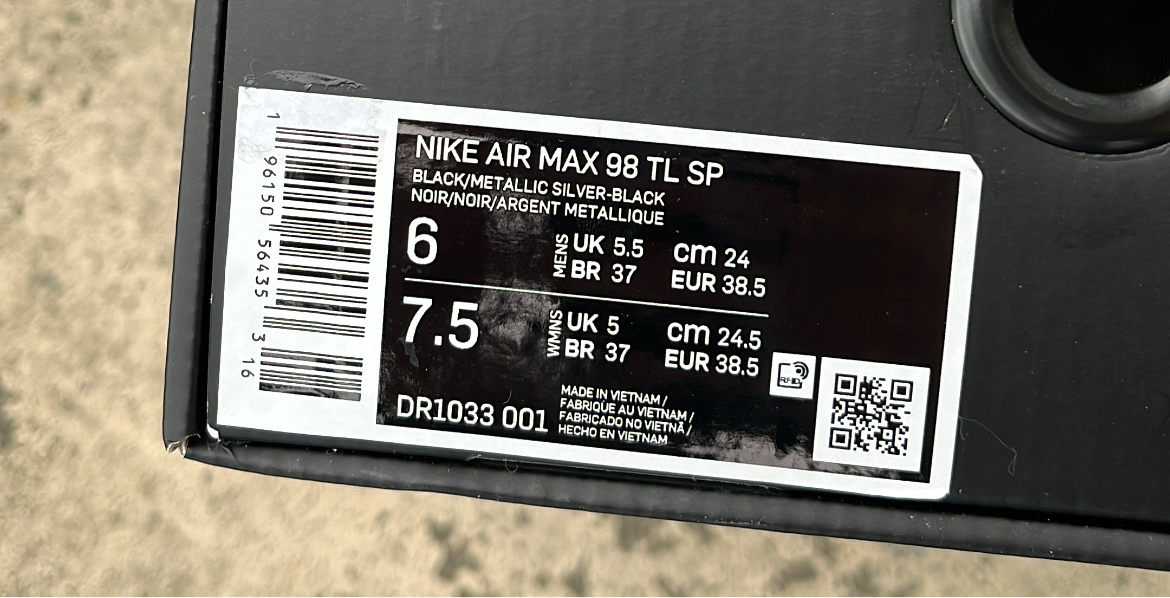 1 96150 56435 3 16
NIKE AIR MAX 98 TL SP
BLACK/METALLIC SILVER-BLACK
NOIR/NOIR/ARGENT METALLIQUE
6
MENS
UK 5.5 cm 24
BR 37 EUR 38.5
7.5
WMNS
UK 5 cm 24.5
BR 37 EUR 38.5
RFID
DR1033 001
MADE IN VIETNAM /
FABRIQUÉ AU VIETNAM /
FABRICADO NO VIETNÃ /
HECHO EN VIETNAM